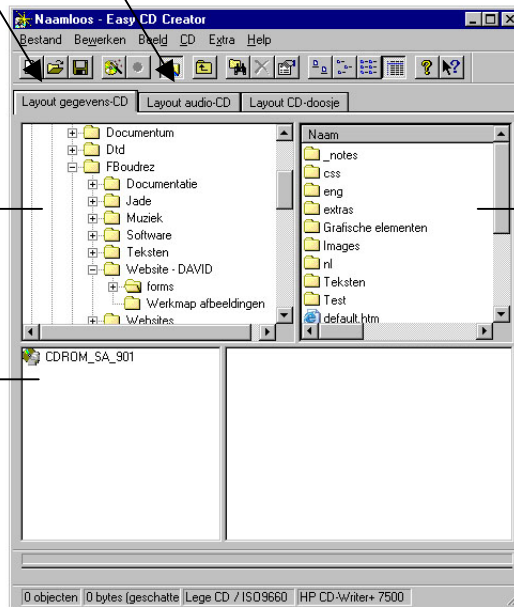 Naamloos - Easy CD Creator
Bestand Bewerken Beeld CD Extra Help
Layout gegevens-CD Layout audio-CD Layout CD-doosje
Documentum
Dtd
FBoudrez
Documentatie
Jade
Muziek
Software
Teksten
Website - DAVID
forms
Werkmap afbeeldingen
Websites
Naam
_notes
css
eng
extras
Grafische elementen
Images
nl
Teksten
Test
default.htm
CDROM_SA_901
0 objecten 0 bytes (geschatte Lege CD / ISO9660 HP CD-Writer+ 7500